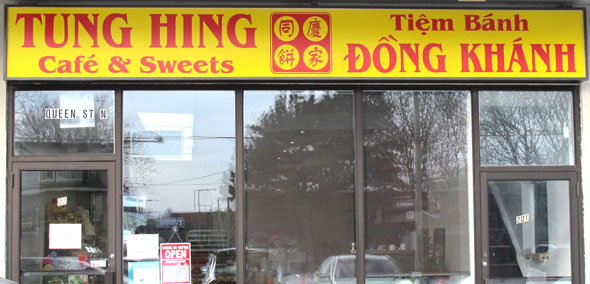 TUNG HING
Café & Sweets
同慶
餅家
Tiệm Bánh
ĐỒNG KHÁNH
QUEEN ST N
OPEN
201